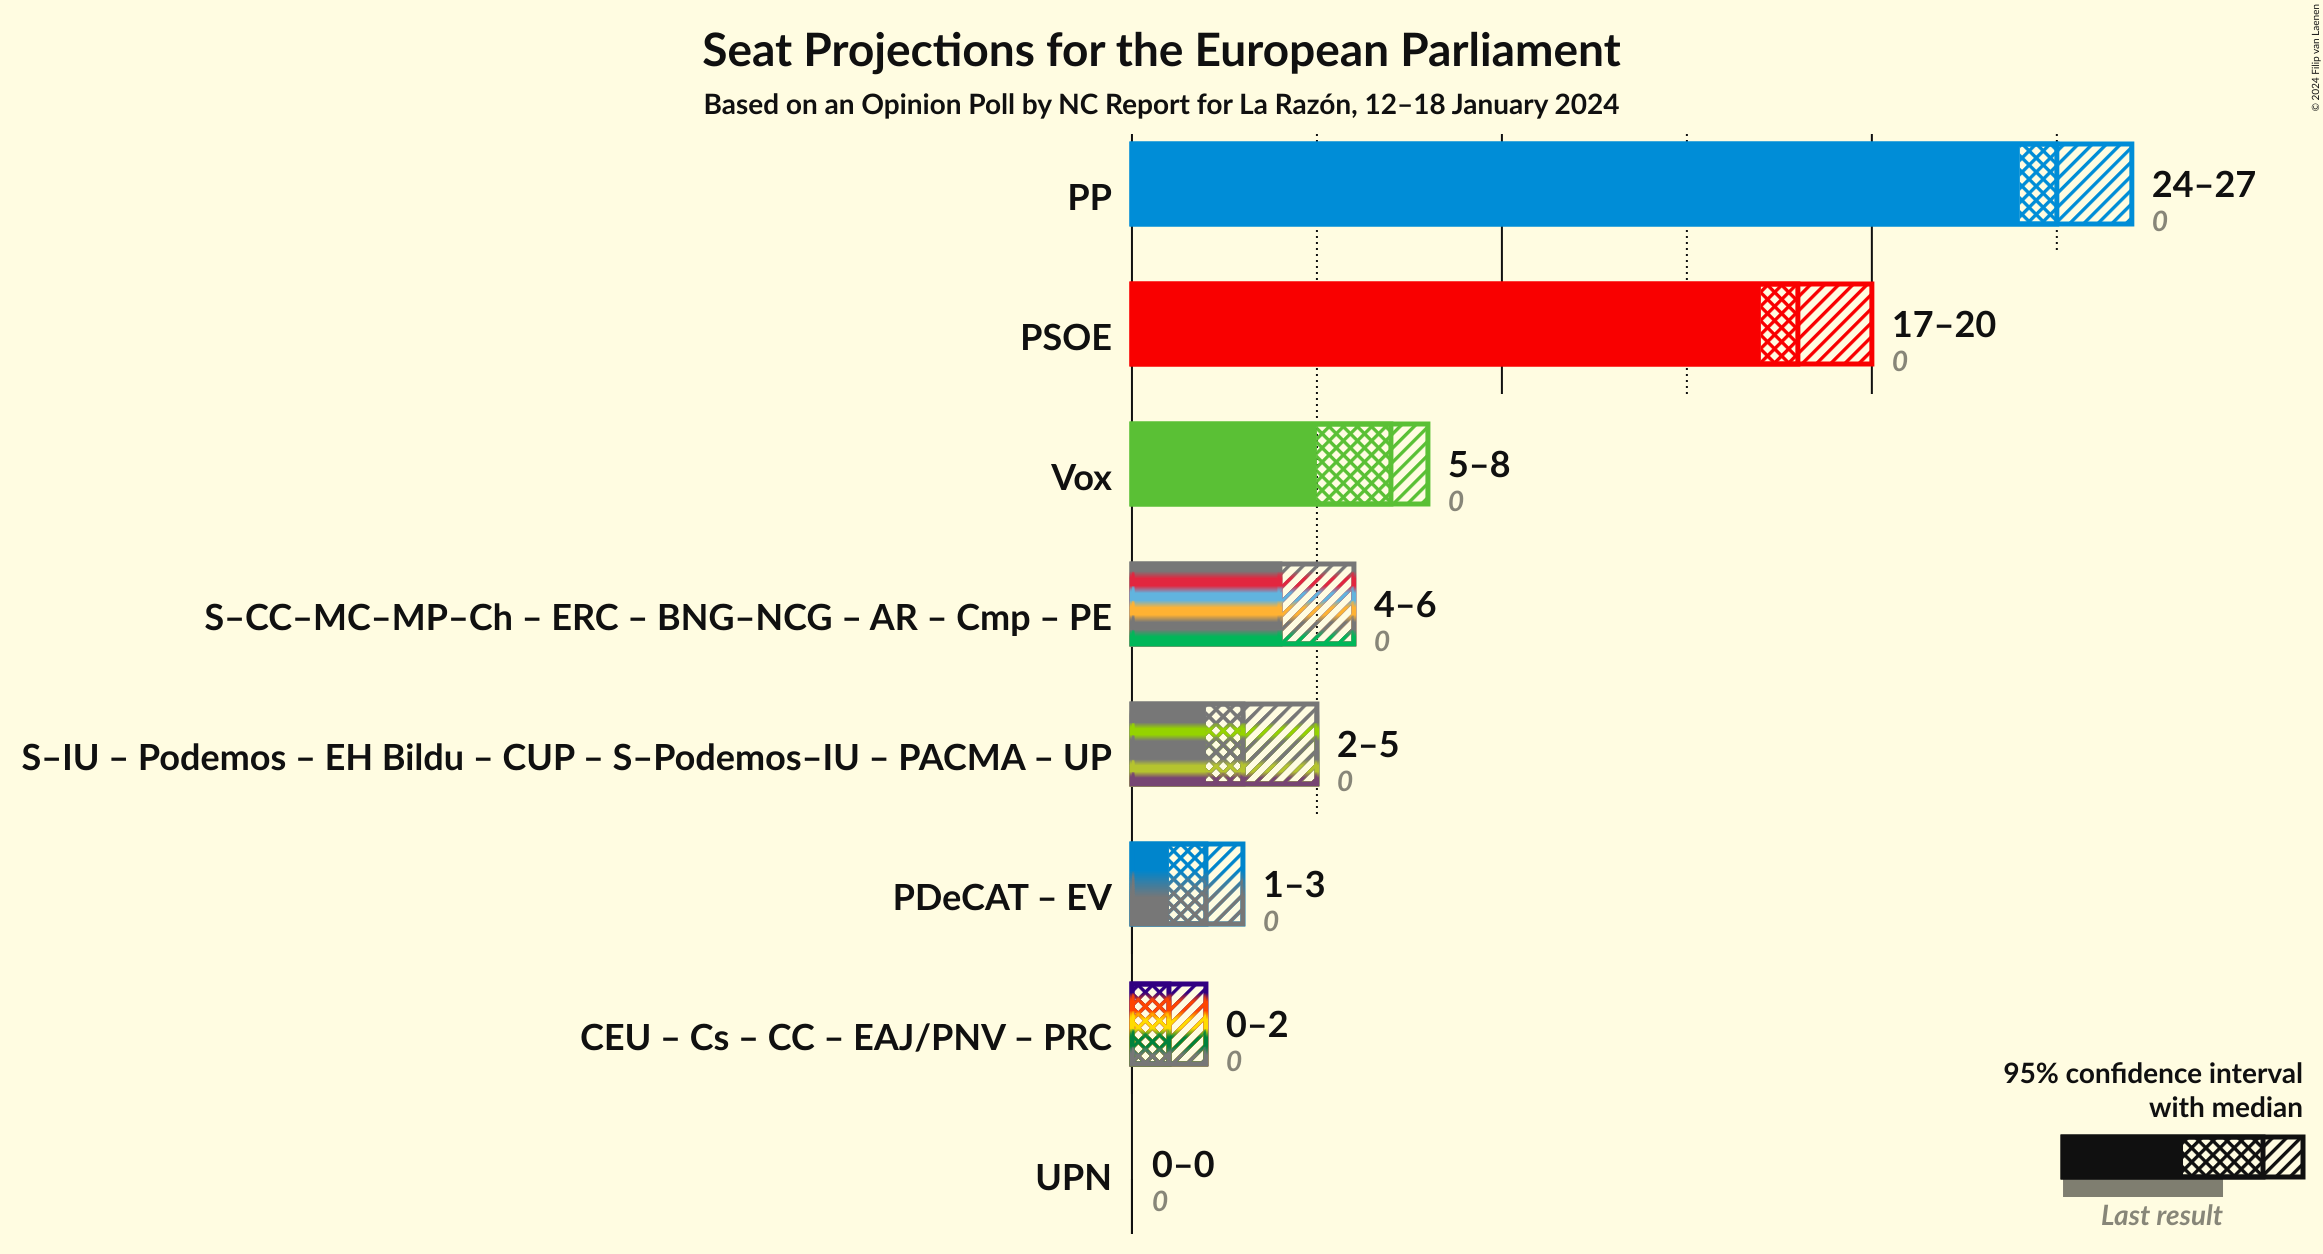 Seat Projections for the European Parliament
Based on an Opinion Poll by NC Report for La Razón, 12–18 January 2024
© 2024 Filip van Laenen
PP
24–27
0
PSOE
17–20
0
Vox
5–8
0
S–CC–MC–MP–Ch – ERC – BNG–NCG – AR – Cmp – PE
4–6
0
S–IU – Podemos – EH Bildu – CUP – S–Podemos–IU – PACMA – UP
2–5
0
PDeCAT – EV
1–3
0
CEU – Cs – CC – EAJ/PNV – PRC
0–2
0
UPN
0–0
0
95% confidence interval
with median
Last result